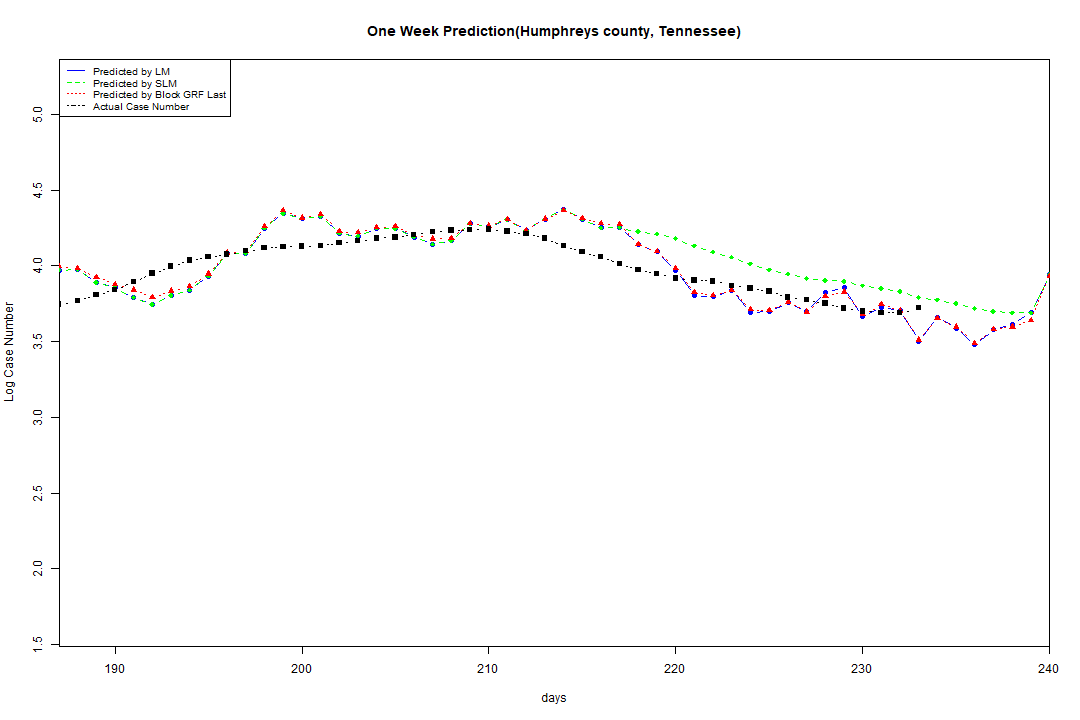 One Week Prediction(Humphreys county, Tennessee)
Predicted by LM
Predicted by SLM
Predicted by Block GRF Last
Actual Case Number
5.0
4.5
4.0
3.5
3.0
2.5
2.0
1.5
Log Case Number
190 200 210 220 230 240
days